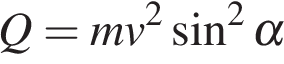 Q = mv² sin² α